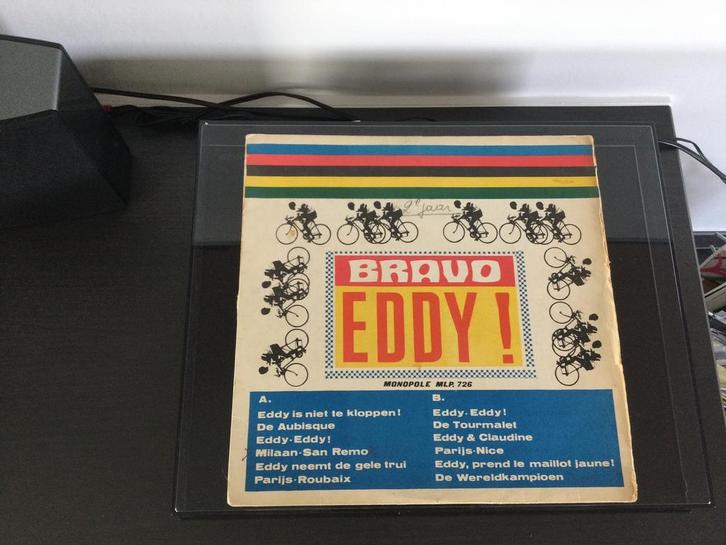 2e jaar
BRAVO
EDDY!
MONOPOLE MLP. 726
A.
Eddy is niet te kloppen!
De Aubisque
Eddy-Eddy!
Milaan-San Remo
Eddy neemt de gele trui
Parijs-Roubaix
B.
Eddy-Eddy!
De Tourmalet
Eddy & Claudine
Parijs-Nice
Eddy, prend le maillot jaune!
De Wereldkampioen